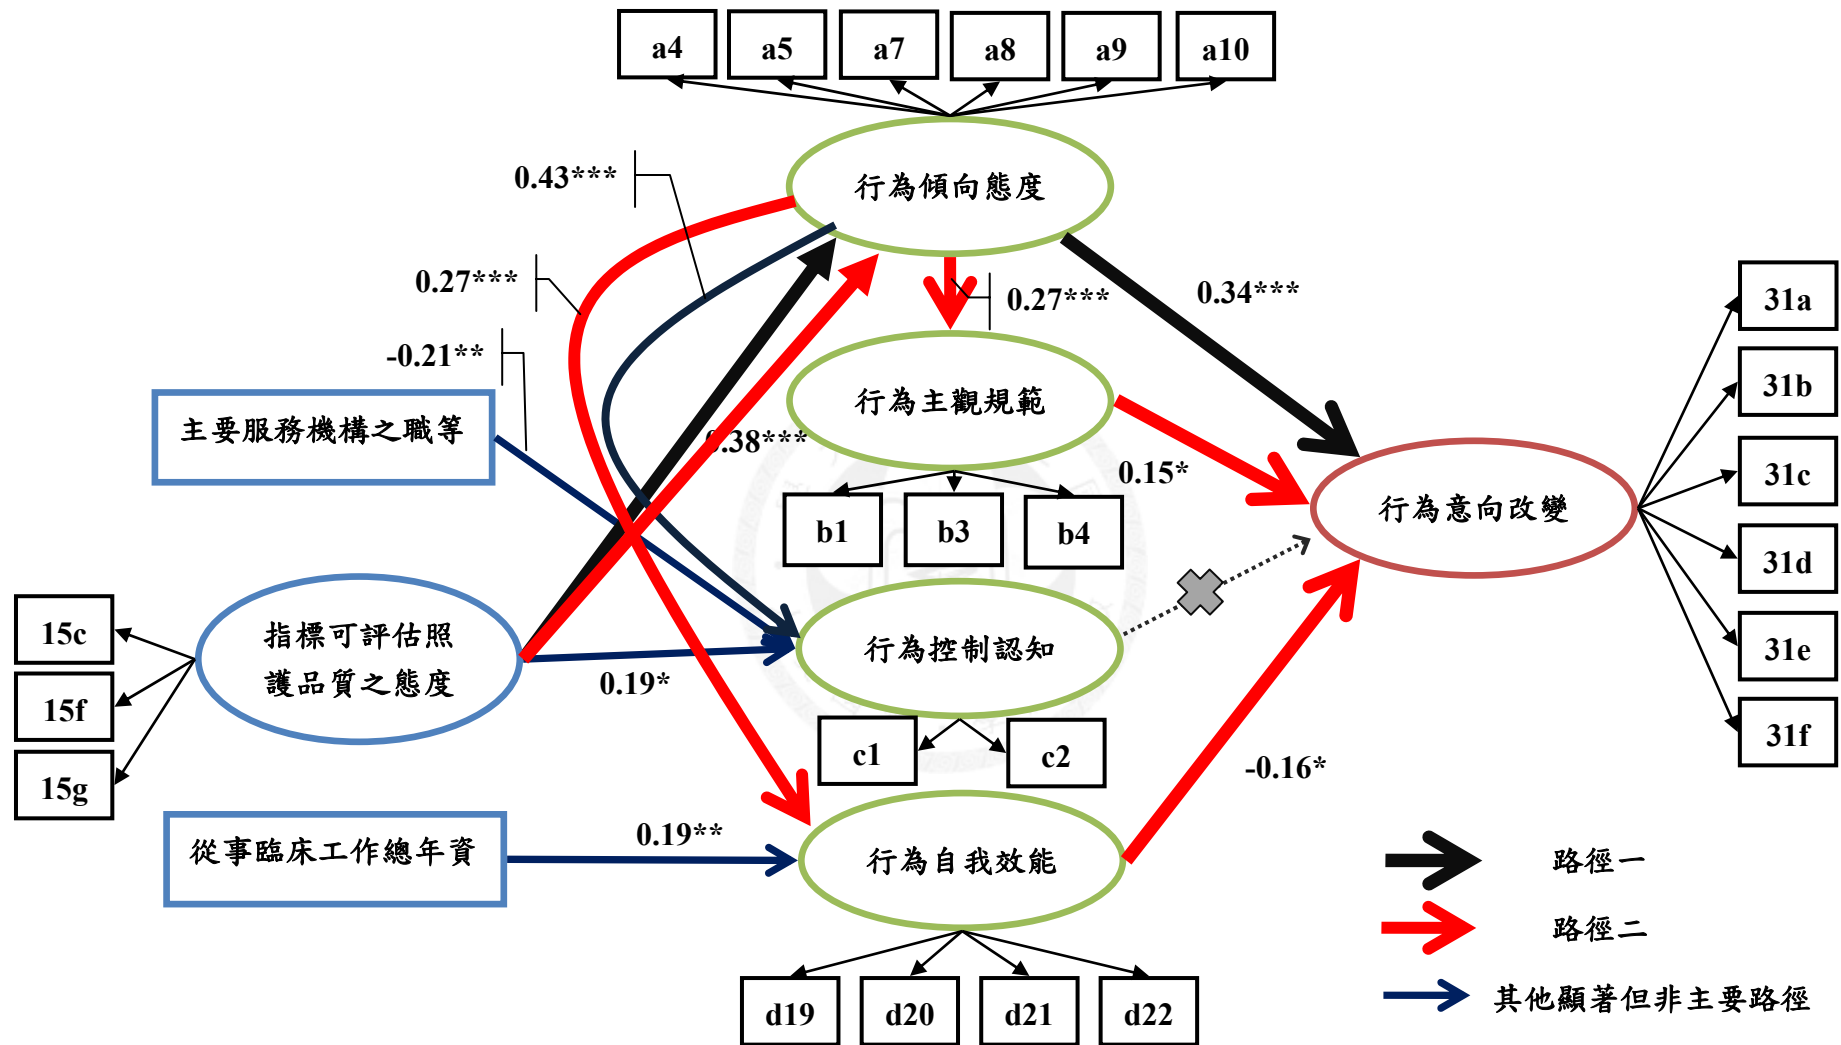 a4
a5
a7
a8
a9
a10
行為傾向態度
0.43***
0.27***
-0.21**
0.27***
0.34***
主要服務機構之職等
0.38***
行為主觀規範
0.15*
b1
b3
b4
行為意向改變
31a
31b
31c
31d
31e
31f
15c
15f
15g
指標可評估照
護品質之態度
0.19*
行為控制認知
c1
c2
-0.16*
從事臨床工作總年資
0.19**
行為自我效能
d19
d20
d21
d22
路徑一
路徑二
其他顯著但非主要路徑